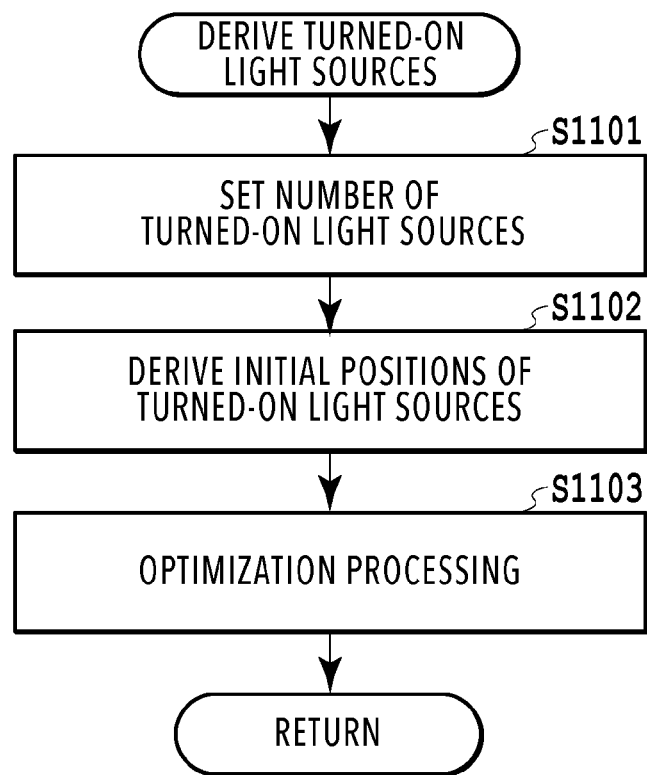 DERIVE TURNED-ON
LIGHT SOURCES
S1101
SET NUMBER OF
TURNED-ON LIGHT SOURCES
S1102
DERIVE INITIAL POSITIONS OF
TURNED-ON LIGHT SOURCES
S1103
OPTIMIZATION PROCESSING
RETURN